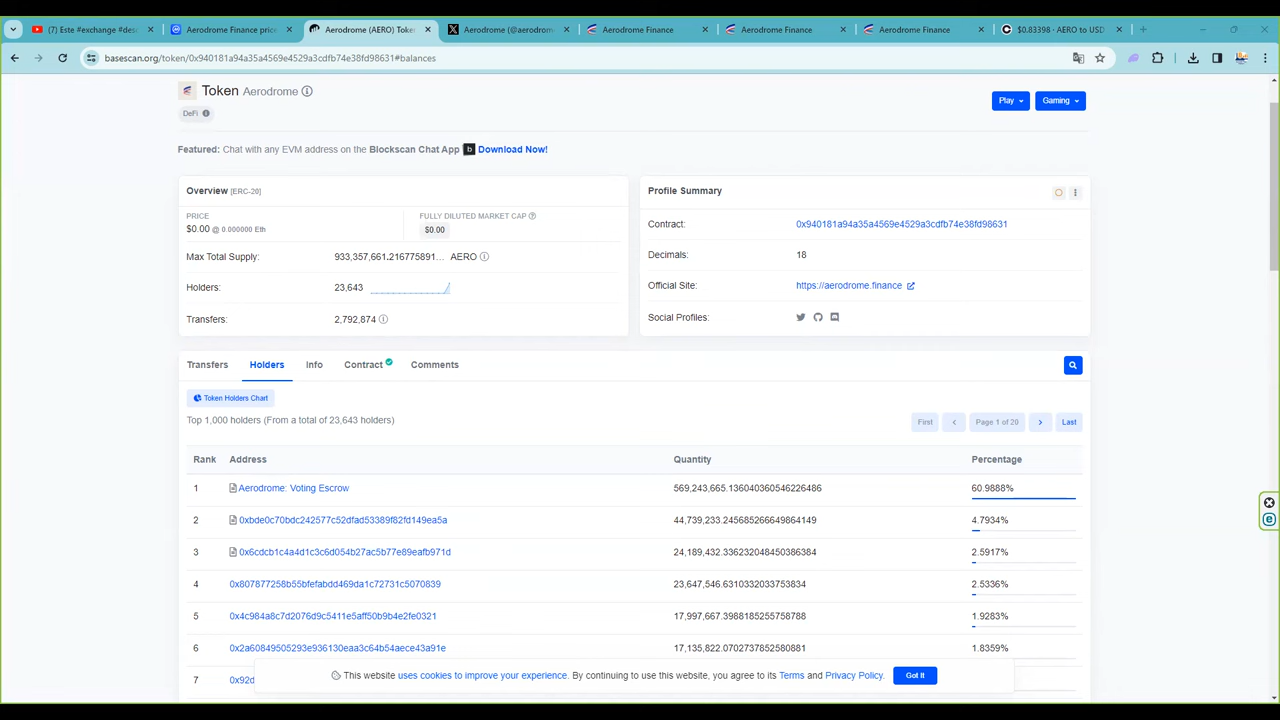 (7) Este #exchange #des
Aerodrome Finance pric
Aerodrome (AERO) Toke
Aerodrome (@aerodrom
Aerodrome Finance
Aerodrome Finance
Aerodrome Finance
$0.83398 · AERO to USD
basescan.org/token/0x940181a94a35a4569e4529a3cdfb74e38fd98631#balances
Token Aerodrome
DeFi
Play
Gaming
Featured: Chat with any EVM address on the Blockscan Chat App b Download Now!
Overview [ERC-20]
PRICE
$0.00 @ 0.000000 Eth
FULLY DILUTED MARKET CAP
$0.00
Max Total Supply:
933,357,661.216775891... AERO
Holders:
23,643
Transfers:
2,792,874
Profile Summary
Contract:
0x940181a94a35a4569e4529a3cdfb74e38fd98631
Decimals:
18
Official Site:
https://aerodrome.finance
Social Profiles:
Transfers
Holders
Info
Contract
Comments
Token Holders Chart
Top 1,000 holders (From a total of 23,643 holders)
First
Page 1 of 20
Last
Rank Address Quantity Percentage
1 Aerodrome: Voting Escrow 569,243,665.136040360546226486 60.9888%
2 0xbde0c70bdc242577c52dfad53389f82fd149ea5a 44,739,233.245685266649864149 4.7934%
3 0x6cdcb1c4a4d1c3c6d054b27ac5b77e89eafb971d 24,189,432.336232048450386384 2.5917%
4 0x807877258b55bfefabdd469da1c72731c5070839 23,647,546.6310332033753834 2.5336%
5 0x4c984a8c7d2076d9c5411e5aff50b9b4e2fe0321 17,997,667.3988185255758788 1.9283%
6 0x2a60849505293e936130eaa3c64b54aece43a91e 17,135,822.0702737852580881 1.8359%
7 0x92d
This website uses cookies to improve your experience. By continuing to use this website, you agree to its Terms and Privacy Policy.
Got It